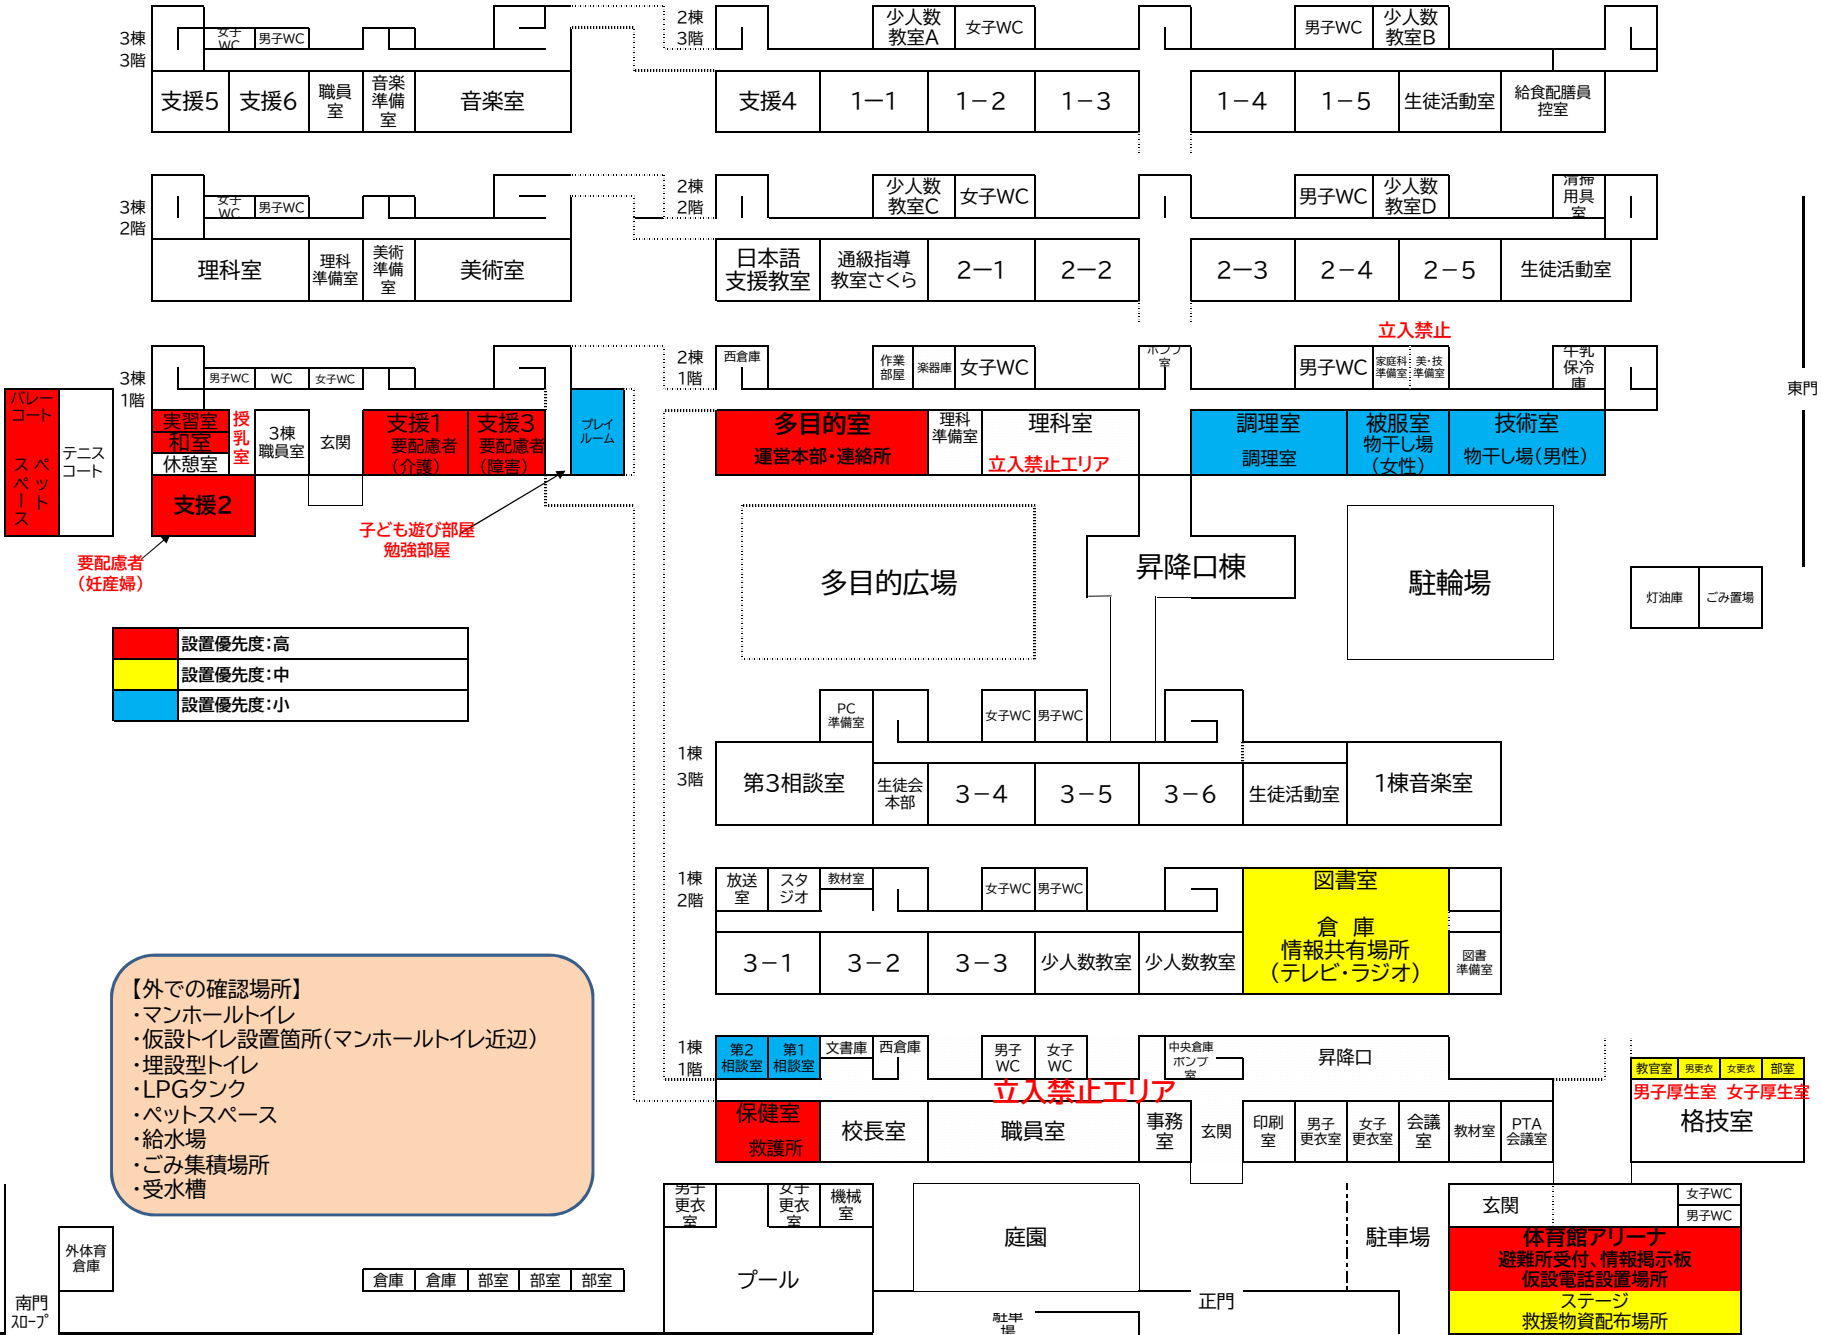 3棟
3階
女子
WC
男子WC
支援5
支援6
職員
室
音楽
準備
室
音楽室
2棟
3階
少人数
教室A
女子WC
男子WC
少人数
教室B
支援4
1ー1
1－2
1－3
1－4
1－5
生徒活動室
給食配膳員
控室
3棟
2階
女子
WC
男子WC
理科室
理科
準備室
美術
準備
室
美術室
2棟
2階
少人数
教室C
女子WC
男子WC
少人数
教室D
清掃
用具
室
日本語
支援教室
通級指導
教室さくら
2ー1
2ー2
2ー3
2－4
2－5
生徒活動室
立入禁止
3棟
1階
男子WC
WC
女子WC
バレー
コート
ペット
スペース
テニス
コート
実習室
和室
休憩室
授
乳
室
3棟
職員室
玄関
支援1
要配慮者
（介護）
支援3
要配慮者
（障害）
プレイ
ルーム
支援2
要配慮者
（妊産婦）
子ども遊び部屋
勉強部屋
2棟
1階
西倉庫
作業
部屋
楽器庫
女子WC
ポンプ
室
男子WC
家庭科
準備室
美・技
準備室
牛乳
保冷
庫
多目的室
運営本部・連絡所
理科
準備室
理科室
立入禁止エリア
調理室
調理室
被服室
物干し場
（女性）
技術室
物干し場（男性）
東門
多目的広場
昇降口棟
駐輪場
灯油庫
ごみ置場
設置優先度：高
設置優先度：中
設置優先度：小
1棟
3階
PC
準備室
女子WC
男子WC
第3相談室
生徒会
本部
3－4
3－5
3－6
生徒活動室
1棟音楽室
1棟
2階
放送
室
スタ
ジオ
教材室
女子WC
男子WC
図書室
倉 庫
情報共有場所
（テレビ・ラジオ）
3－1
3－2
3－3
少人数教室
少人数教室
図書
準備室
【外での確認場所】
・マンホールトイレ
・仮設トイレ設置箇所（マンホールトイレ近辺）
・埋設型トイレ
・LPGタンク
・ペットスペース
・給水場
・ごみ集積場所
・受水槽
1棟
1階
第2
相談室
第1
相談室
文書庫
西倉庫
男子
WC
女子
WC
中央倉庫
ポンプ
室
昇降口
立入禁止エリア
保健室
救護所
校長室
職員室
事務
室
玄関
印刷
室
男子
更衣室
女子
更衣室
会議
室
教材室
PTA
会議室
教官室
男更衣
女更衣
部室
男子厚生室
女子厚生室
格技室
男子
更衣
室
女子
更衣
室
機械
室
プール
庭園
駐車場
玄関
女子WC
男子WC
体育館アリーナ
避難所受付、情報掲示板
仮設電話設置場所
ステージ
救援物資配布場所
外体育
倉庫
倉庫
倉庫
部室
部室
部室
南門
スロープ
駐車
場
正門